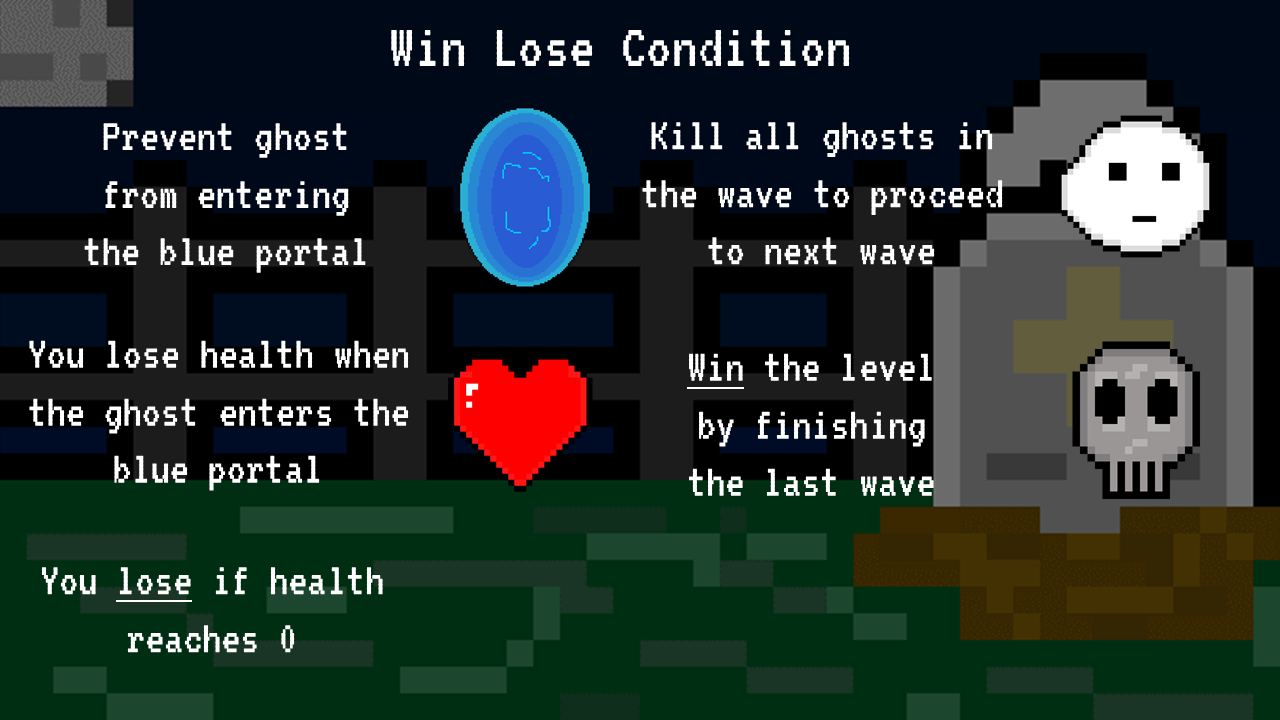 Win Lose Condition
Prevent ghost
from entering
the blue portal
You lose health when
the ghost enters the
blue portal
You lose if health
reaches 0
Kill all ghosts in
the wave to proceed
to next wave
Win the level
by finishing
the last wave